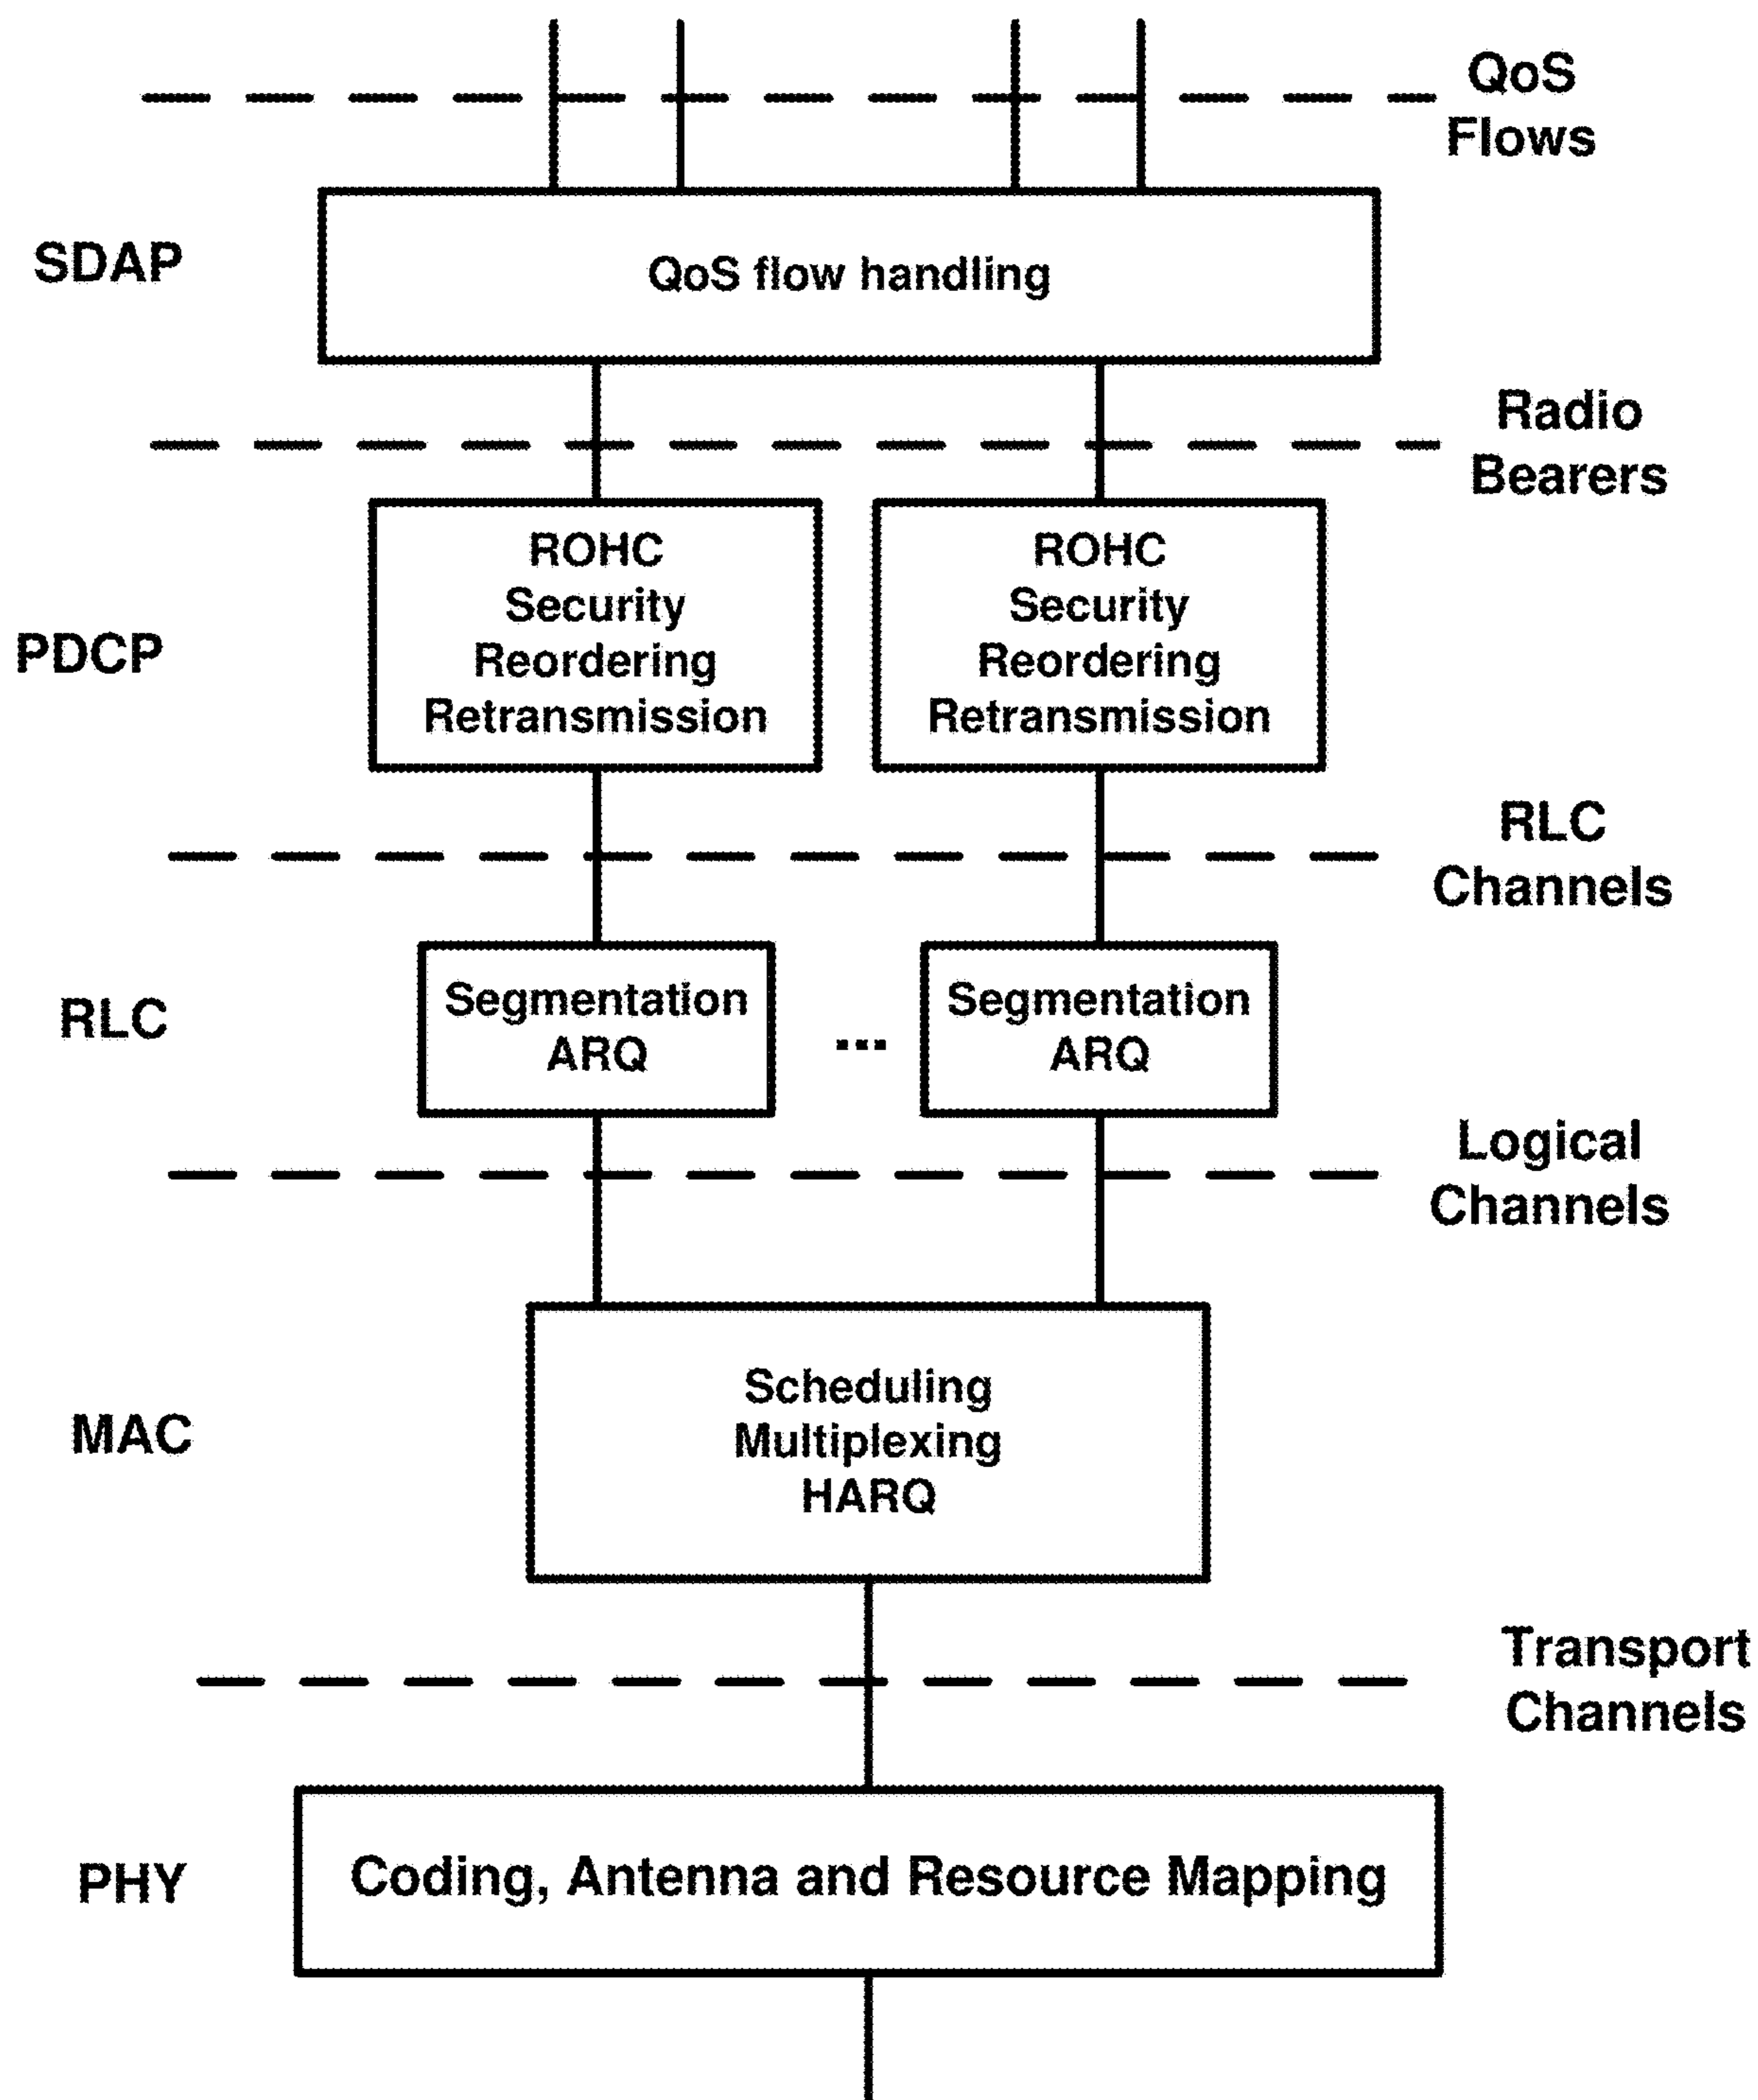 QoS
Flows
SDAP
QoS flow handling
Radio
Bearers
PDCP
ROHC
Security
Reordering
Retransmission
ROHC
Security
Reordering
Retransmission
RLC
Channels
RLC
Segmentation
ARQ
...
Segmentation
ARQ
Logical
Channels
MAC
Scheduling
Multiplexing
HARQ
Transport
Channels
PHY
Coding, Antenna and Resource Mapping